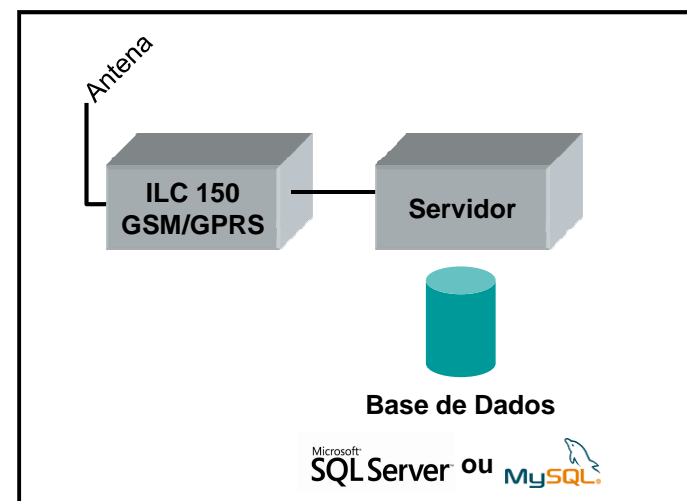 Antena
ILC 150
GSM/GPRS
Servidor
Base de Dados
Microsoft
SQL Server ou MySQL